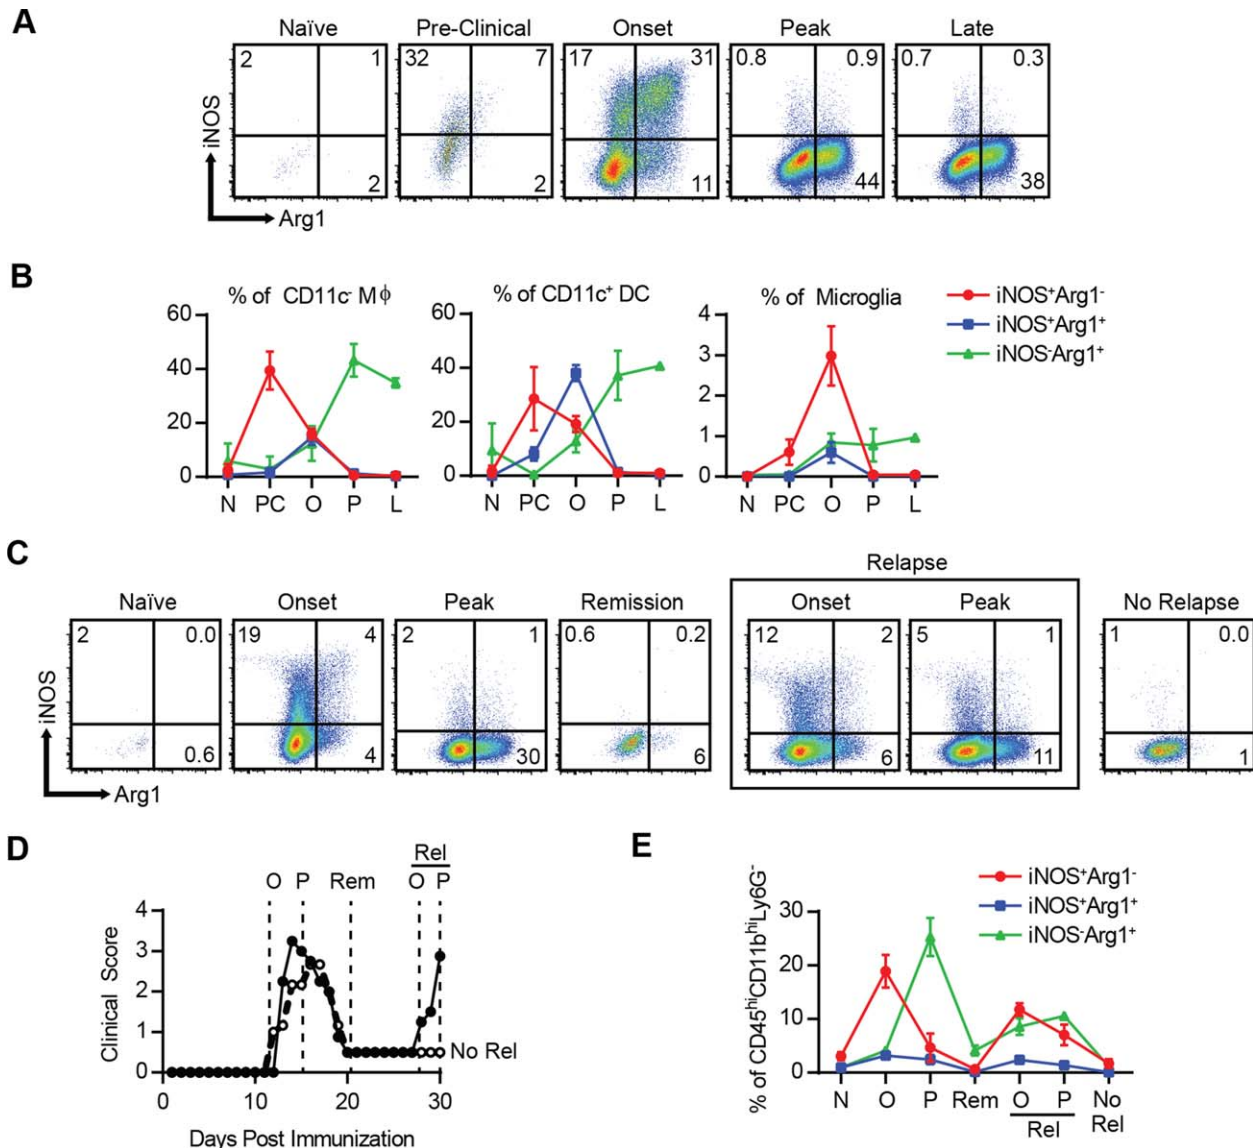 A
Naïve Pre-Clinical Onset Peak Late
2 1 32 7 17 31 0.8 0.9 0.7 0.3
iNOS
2 2 11 44 38
Arg1
B
% of CD11c⁻ Mϕ % of CD11c⁺ DC % of Microglia
iNOS⁺Arg1⁻
iNOS⁺Arg1⁺
iNOS⁻Arg1⁺
60 60 4
40 40 3
2
20 20 1
0 0 0
N PC O P L N PC O P L N PC O P L
C
Relapse
Naïve Onset Peak Remission Onset Peak No Relapse
2 0.0 19 4 2 1 0.6 0.2 12 2 5 1 1 0.0
iNOS
0.6 4 30 6 6 11 1
Arg1
D
Rel
O P Rem O P
Clinical Score
4
3
2
1
0
No Rel
0 10 20 30
Days Post Immunization
E
iNOS⁺Arg1⁻
iNOS⁺Arg1⁺
iNOS⁻Arg1⁺
% of CD45ʰⁱCD11bʰⁱLy6G⁻
30
20
10
0
N O P Rem O P No
Rel Rel